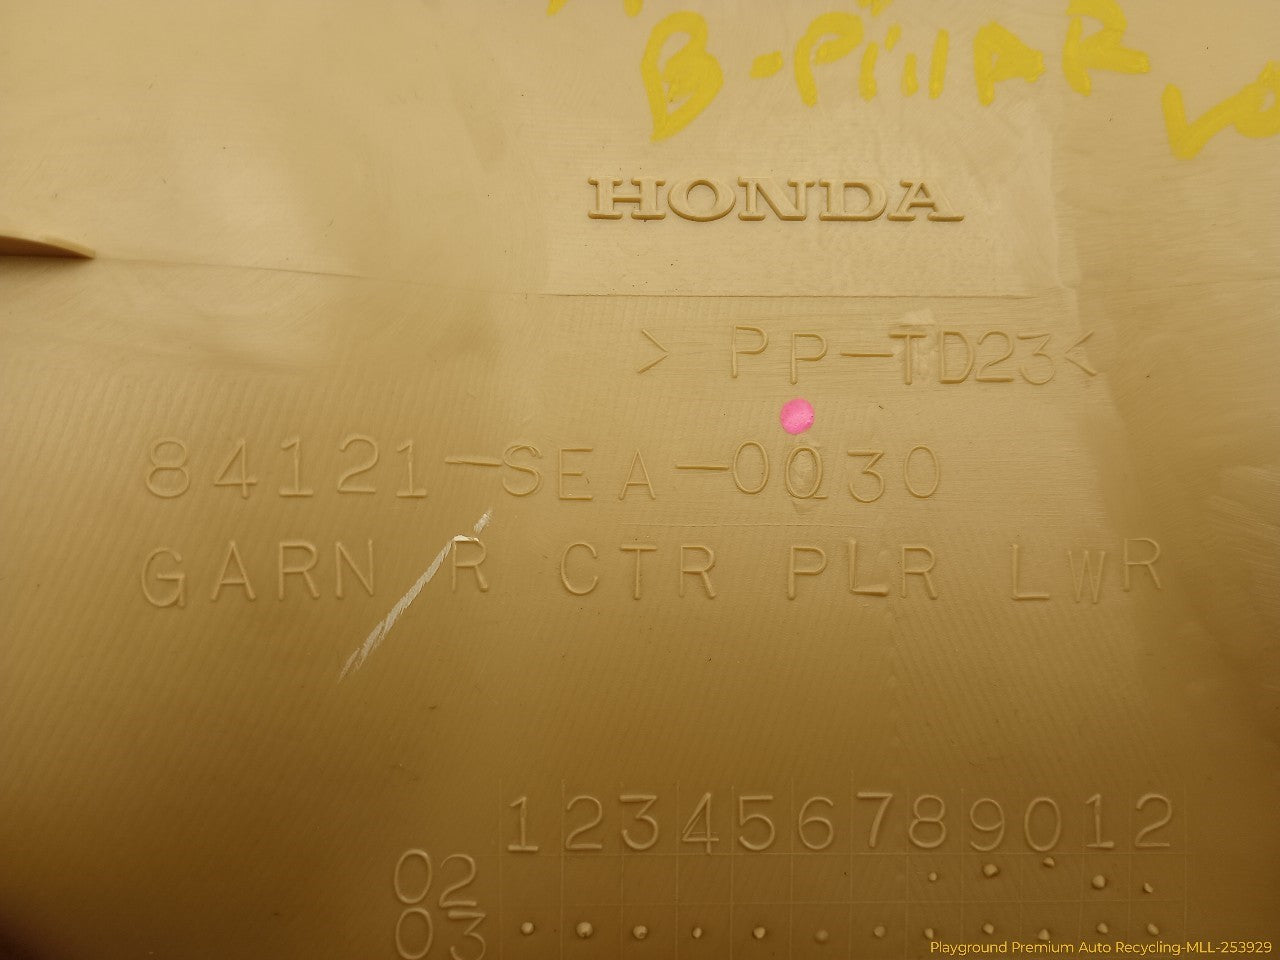 B-PillAR
HONDA
> PP-TD23<
84121-SEA-0030
GARN R CTR PLR LWR
123456789012
02
03
Playground Premium Auto Recycling-MLL-253929